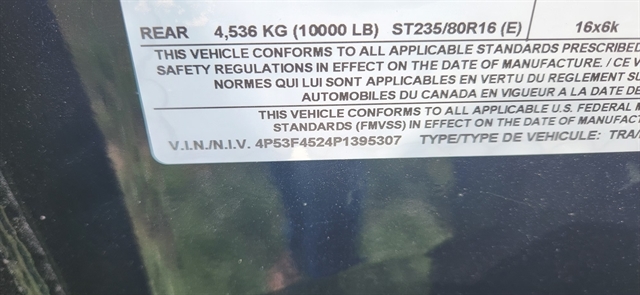 REAR 4,536 KG (10000 LB) ST235/80R16 (E) 16x6k
THIS VEHICLE CONFORMS TO ALL APPLICABLE STANDARDS PRESCRIBED
SAFETY REGULATIONS IN EFFECT ON THE DATE OF MANUFACTURE. / CE V
NORMES QUI LUI SONT APPLICABLES EN VERTU DU REGLEMENT SU
AUTOMOBILES DU CANADA EN VIGUEUR A LA DATE DE
THIS VEHICLE CONFORMS TO ALL APPLICABLE U.S. FEDERAL M
STANDARDS (FMVSS) IN EFFECT ON THE DATE OF MANUFACT
V.I.N./N.I.V. 4P53F4524P1395307 TYPE/TYPE DE VEHICULE: TRA/